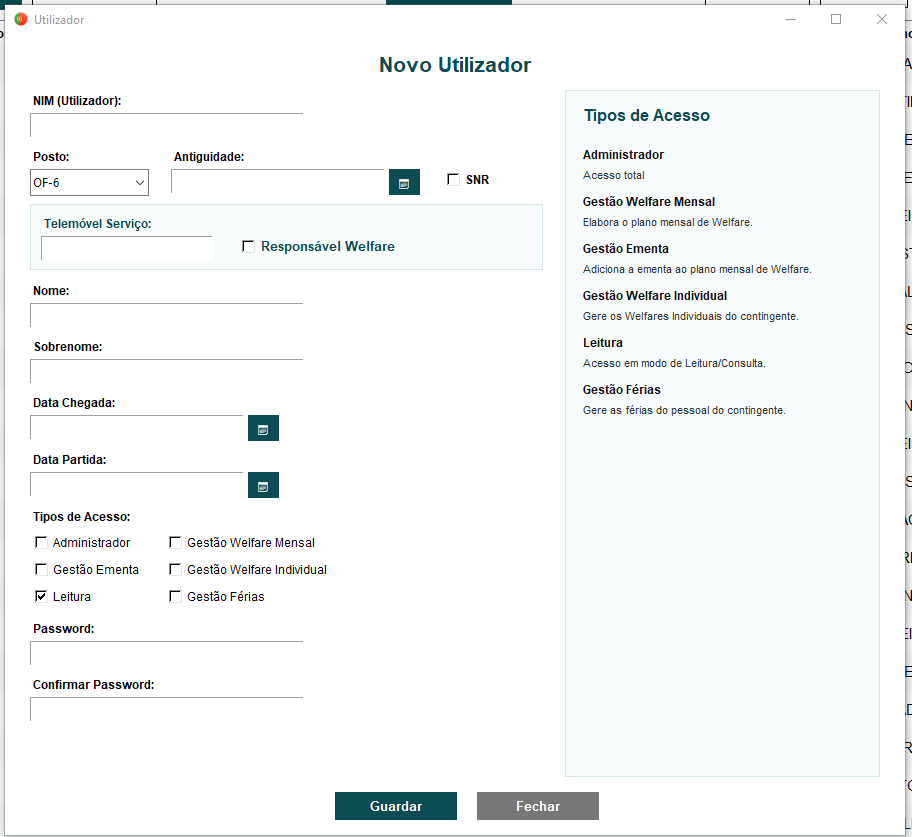 Utilizador
Novo Utilizador
NIM (Utilizador):
Posto:
Antiguidade:
OF-6
SNR
Telemóvel Serviço:
Responsável Welfare
Nome:
Sobrenome:
Data Chegada:
Data Partida:
Tipos de Acesso:
Administrador
Gestão Welfare Mensal
Gestão Ementa
Gestão Welfare Individual
Leitura
Gestão Férias
Password:
Confirmar Password:
Tipos de Acesso
Administrador
Acesso total
Gestão Welfare Mensal
Elabora o plano mensal de Welfare.
Gestão Ementa
Adiciona a ementa ao plano mensal de Welfare.
Gestão Welfare Individual
Gere os Welfares Individuais do contingente.
Leitura
Acesso em modo de Leitura/Consulta.
Gestão Férias
Gere as férias do pessoal do contingente.
Guardar
Fechar